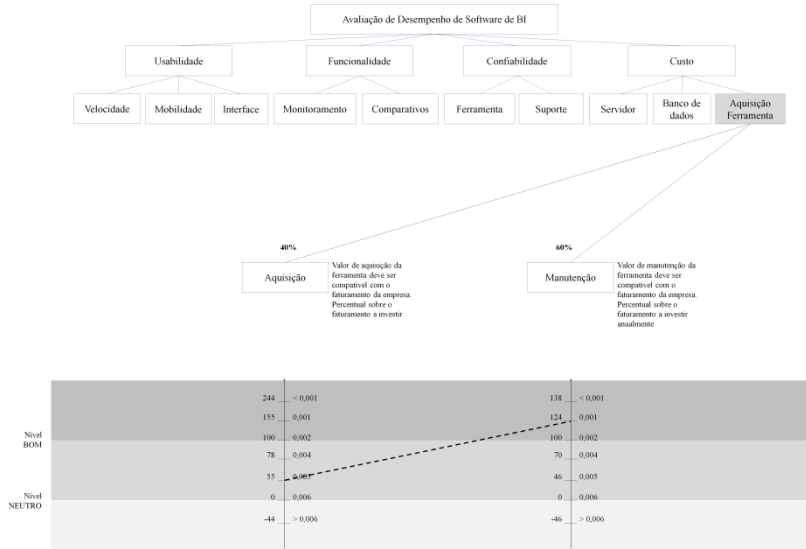 Avaliação de Desempenho de Software de BI
Usabilidade
Funcionalidade
Confiabilidade
Custo
Velocidade
Mobilidade
Interface
Monitoramento
Comparativos
Ferramenta
Suporte
Servidor
Banco de
dados
Aquisição
Ferramenta
40%
60%
Aquisição
Valor de aquisição da
ferramenta deve ser
compatível com o
faturamento da empresa.
Percentual sobre o
faturamento a investir
Manutenção
Valor de manutenção da
ferramenta deve ser
compatível com o
faturamento da empresa.
Percentual sobre o
faturamento a investir
anualmente
244 < 0,001
155 0,001
100 0,002
78 0,004
55 0,005
0 0,006
-44 > 0,006
138 < 0,001
124 0,001
100 0,002
70 0,004
46 0,005
0 0,006
-46 > 0,006
Nivel
BOM
Nivel
NEUTRO